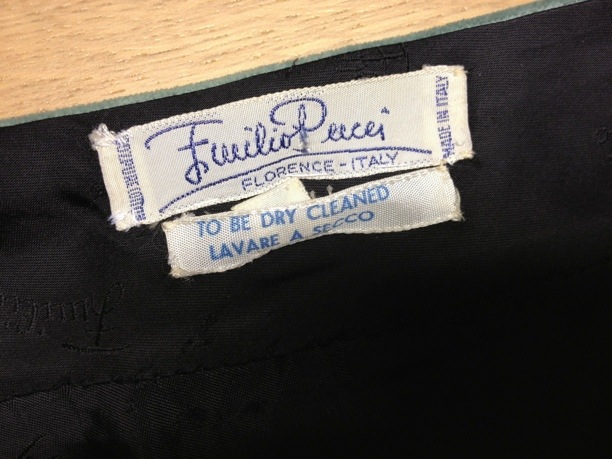 Emilio Pucci
FLORENCE - ITALY
MADE IN ITALY
TO BE DRY CLEANED
LAVARE A SECCO